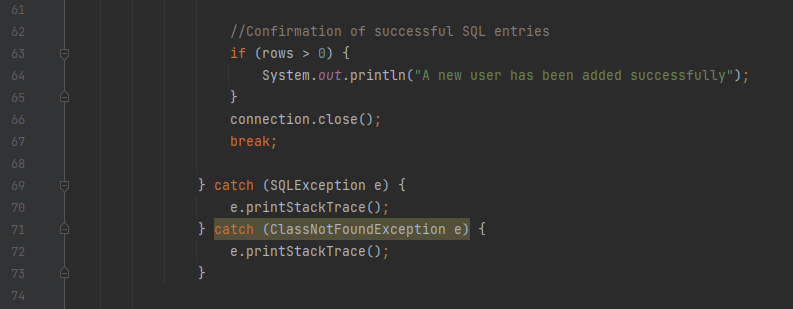 61
62 //Confirmation of successful SQL entries
63 if (rows > 0) {
64 System.out.println("A new user has been added successfully");
65 }
66 connection.close();
67 break;
68
69 } catch (SQLException e) {
70 e.printStackTrace();
71 } catch (ClassNotFoundException e) {
72 e.printStackTrace();
73 }
74